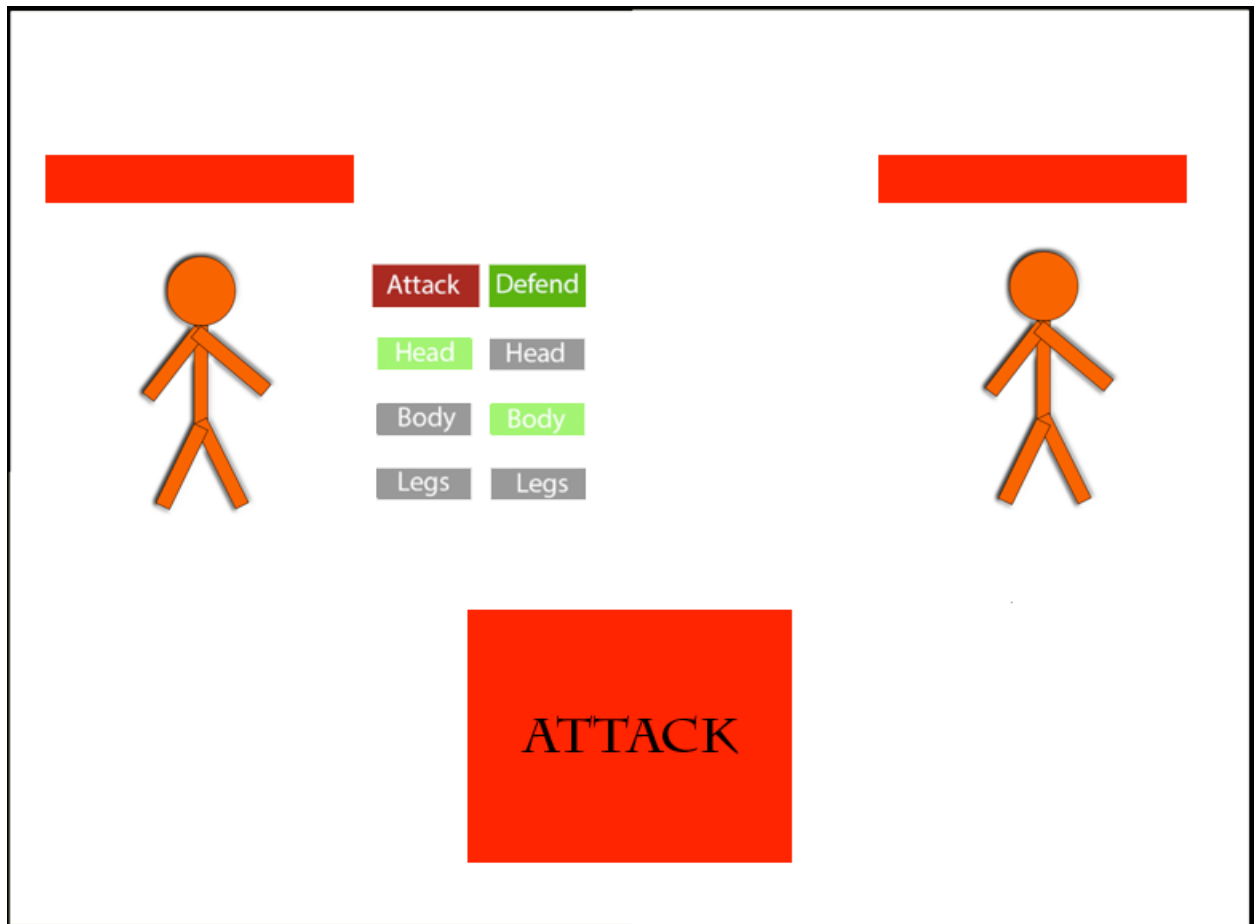 Attack Defend
Head Head
Body Body
Legs Legs
ATTACK